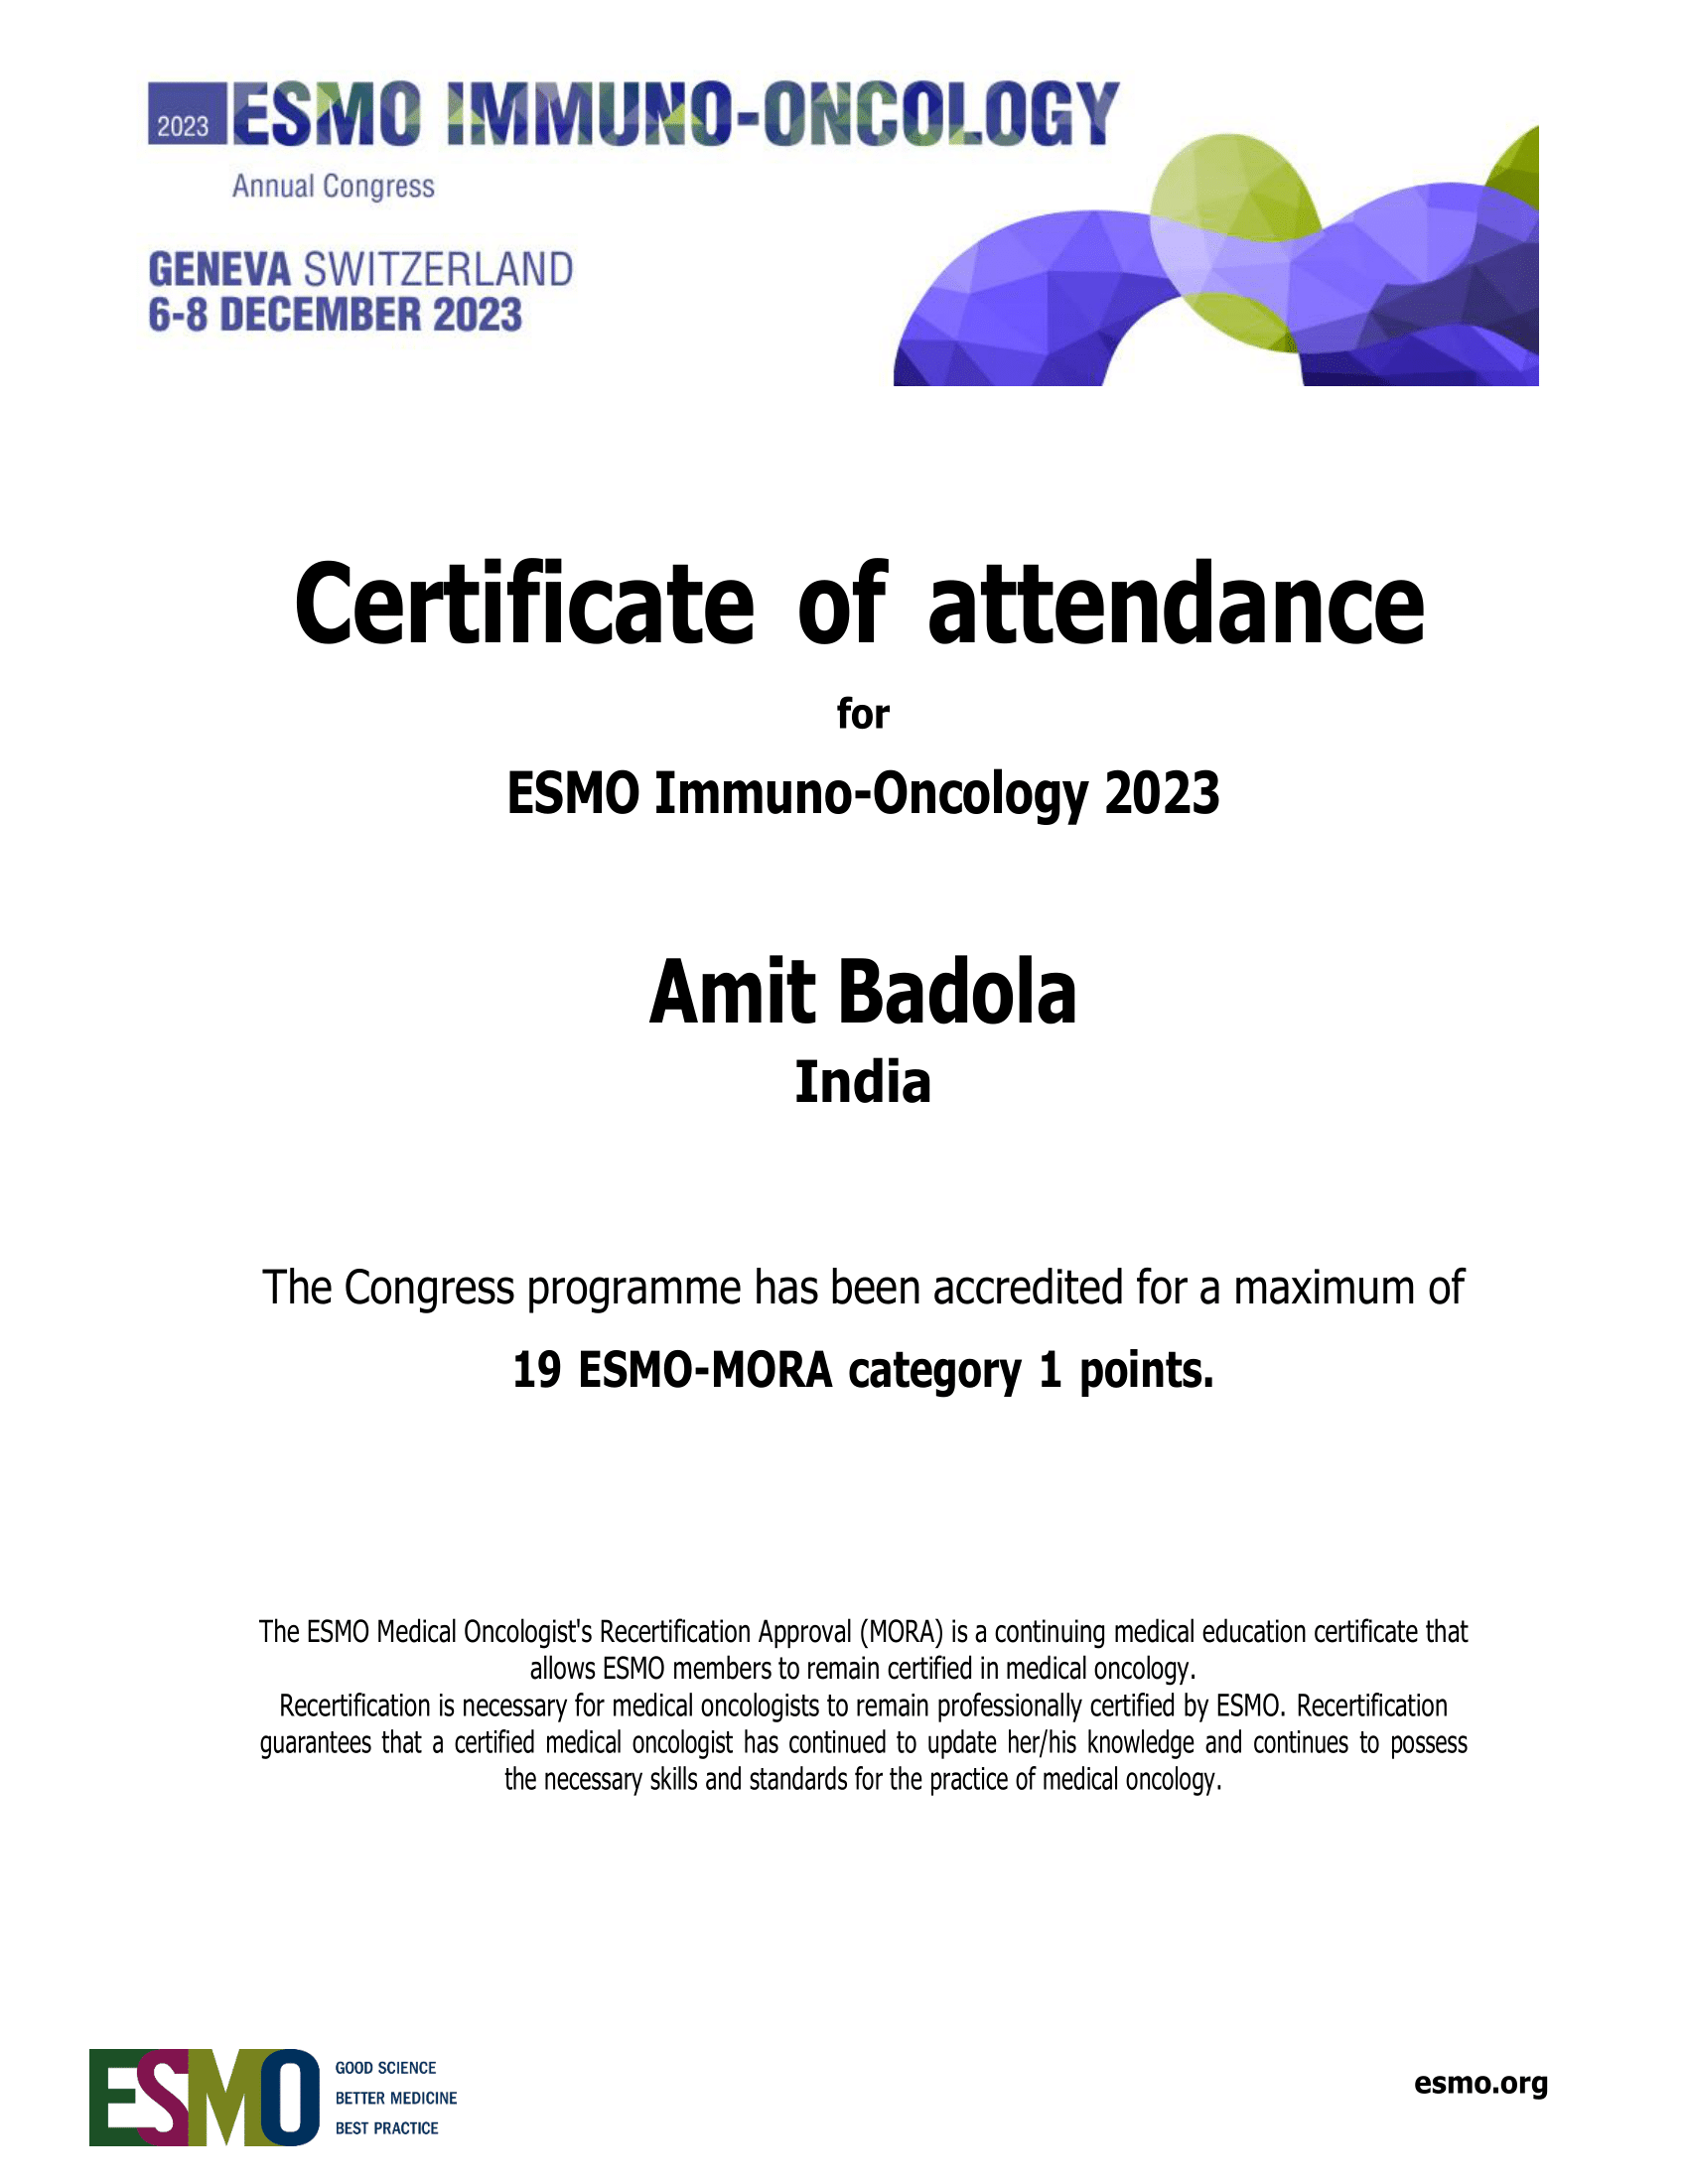 2023 ESMO IMMUNO-ONCOLOGY
Annual Congress
GENEVA SWITZERLAND
6-8 DECEMBER 2023
Certificate of attendance
for
ESMO Immuno-Oncology 2023
Amit Badola
India
The Congress programme has been accredited for a maximum of
19 ESMO-MORA category 1 points.
The ESMO Medical Oncologist's Recertification Approval (MORA) is a continuing medical education certificate that
allows ESMO members to remain certified in medical oncology.
Recertification is necessary for medical oncologists to remain professionally certified by ESMO. Recertification
guarantees that a certified medical oncologist has continued to update her/his knowledge and continues to possess
the necessary skills and standards for the practice of medical oncology.
ESMO
GOOD SCIENCE
BETTER MEDICINE
BEST PRACTICE
esmo.org